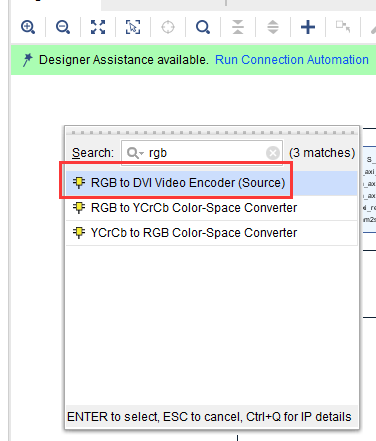 Designer Assistance available. Run Connection Automation
Search: rgb (3 matches)
RGB to DVI Video Encoder (Source)
RGB to YCrCb Color-Space Converter
YCrCb to RGB Color-Space Converter
ENTER to select, ESC to cancel, Ctrl+Q for IP details